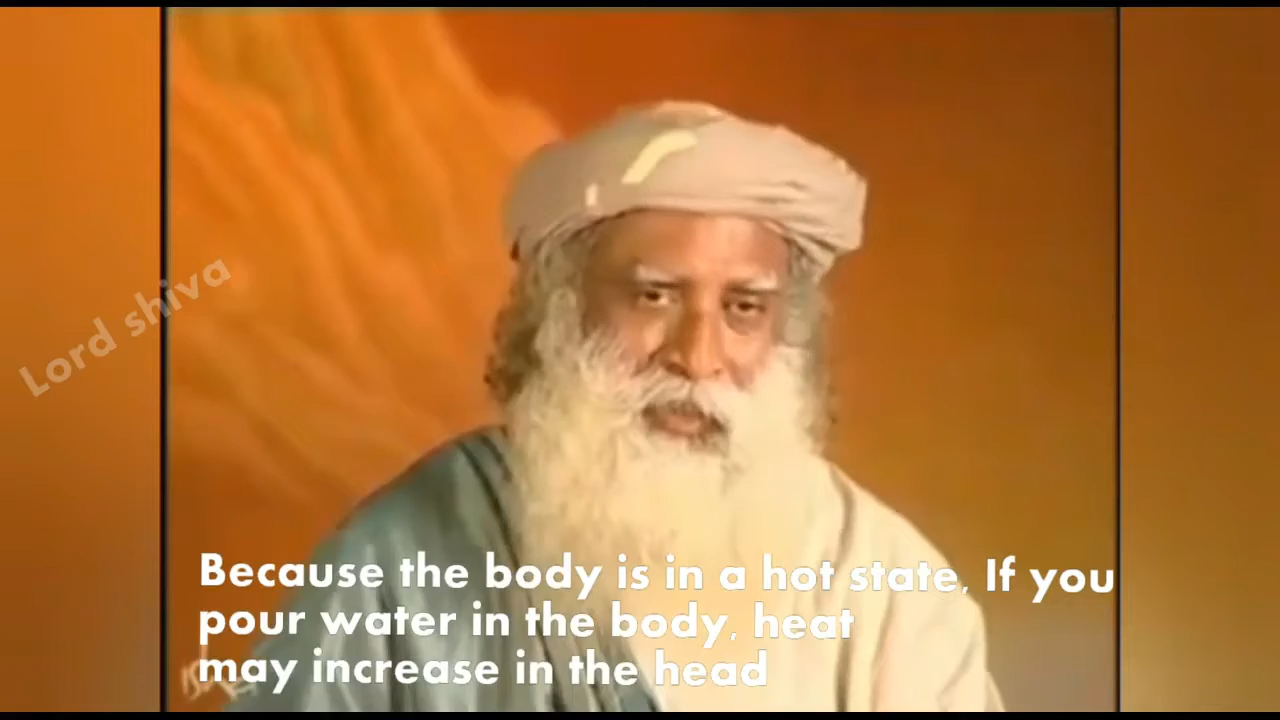 Lord shiva
Because the body is in a hot state, If you
pour water in the body, heat
may increase in the head